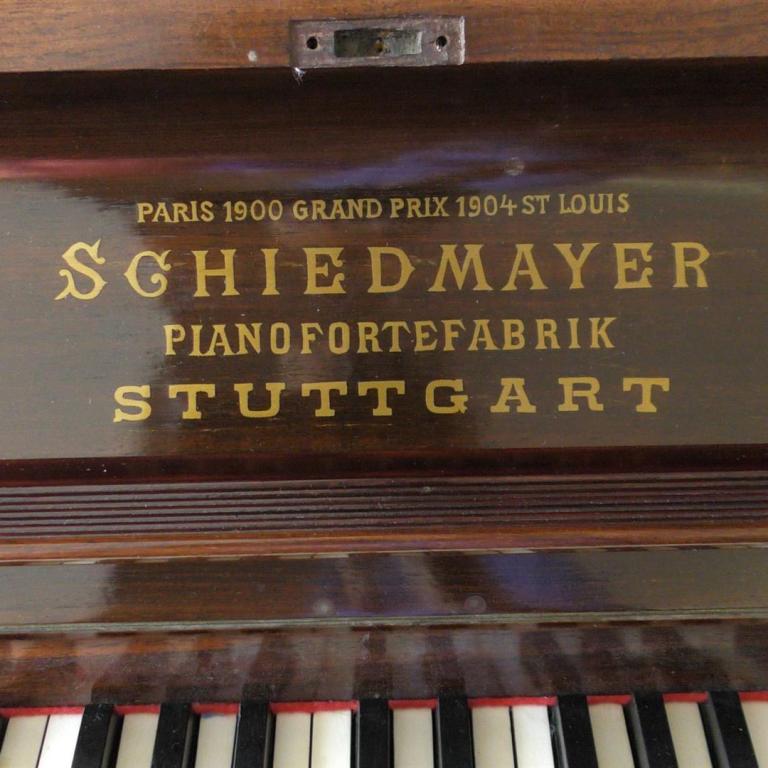 PARIS 1900 GRAND PRIX 1904 ST LOUIS
SCHIEDMAYER
PIANOFORTEFABRIK
STUTTGART